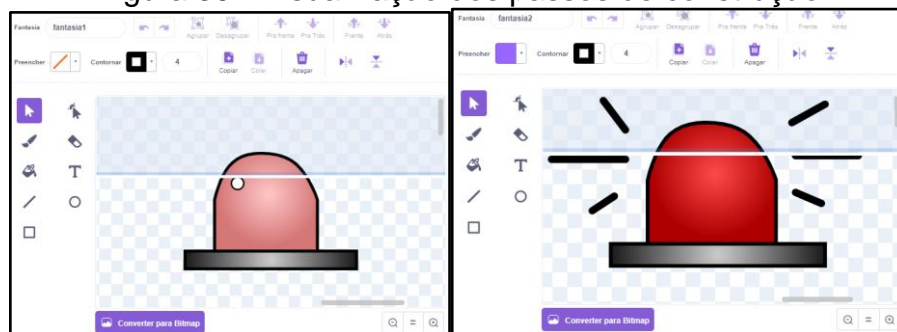 Fantasia fantasia1 Agrupar Desagrupar Pra frente Pra Trás Frente Atrás
Preencher Contornar 4 Copiar Colar Apagar
T
Converter para Bitmap
Fantasia fantasia2 Agrupar Desagrupar Pra frente Pra Trás Frente Atrás
Preencher Contornar 4 Copiar Colar Apagar
T
Converter para Bitmap